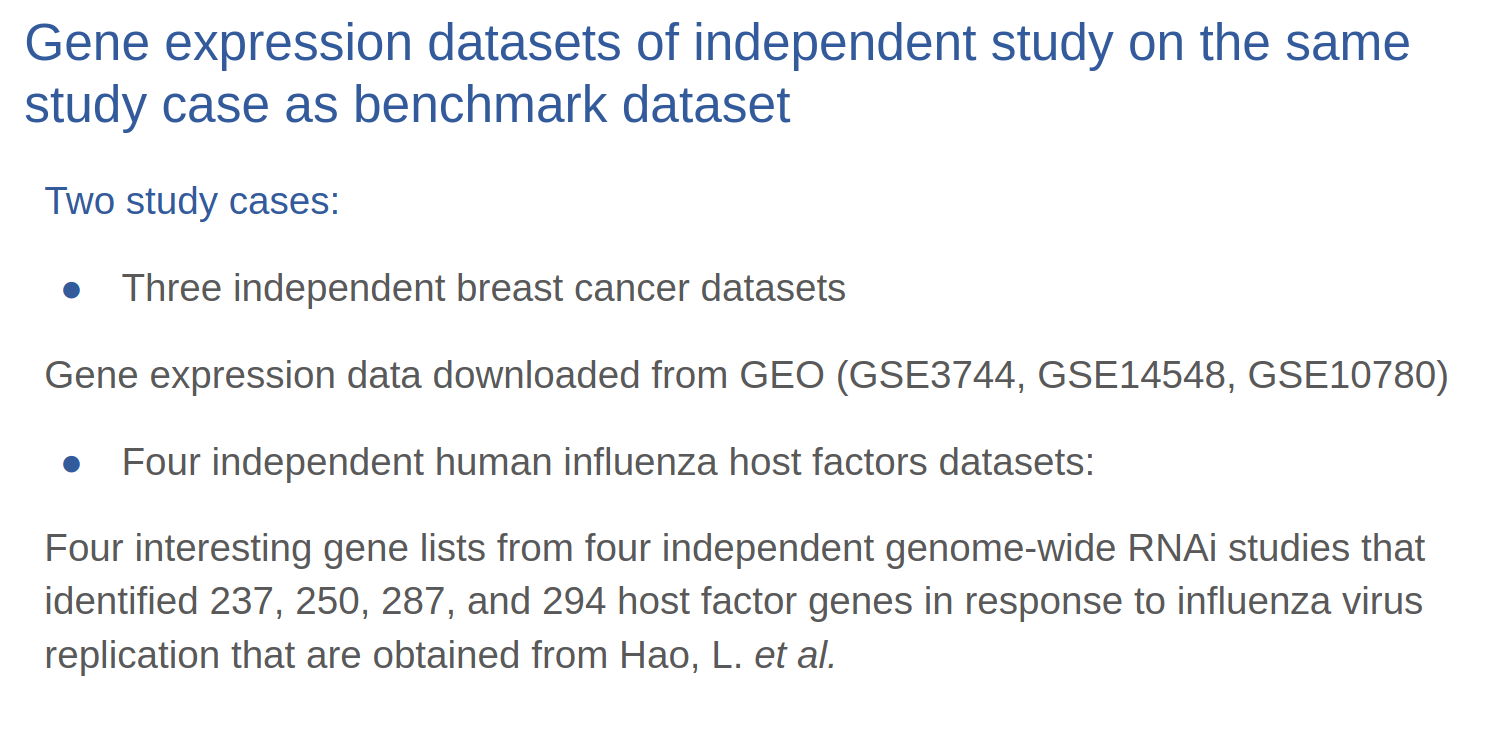 Gene expression datasets of independent study on the same
study case as benchmark dataset
Two study cases:
● Three independent breast cancer datasets
Gene expression data downloaded from GEO (GSE3744, GSE14548, GSE10780)
● Four independent human influenza host factors datasets:
Four interesting gene lists from four independent genome-wide RNAi studies that
identified 237, 250, 287, and 294 host factor genes in response to influenza virus
replication that are obtained from Hao, L. et al.